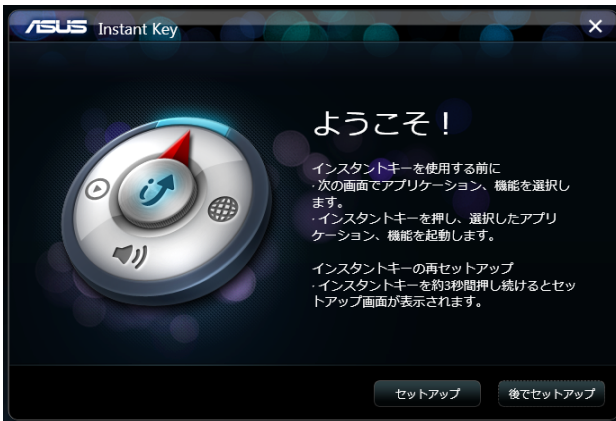 ASUS Instant Key
ようこそ！
インスタントキーを使用する前に
·次の画面でアプリケーション、機能を選択し
ます。
·インスタントキーを押し、選択したアプリ
ケーション、機能を起動します。
インスタントキーの再セットアップ
·インスタントキーを約3秒間押し続けるとセッ
トアップ画面が表示されます。
セットアップ
後でセットアップ